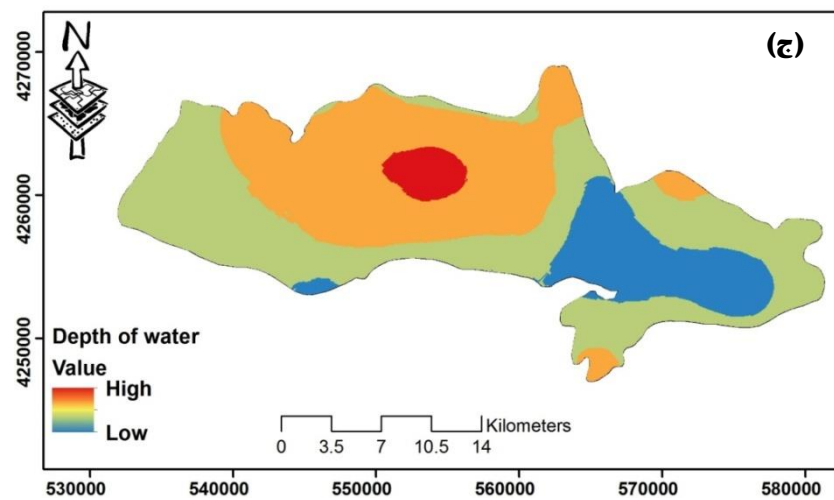 N
(ج)
4270000
4260000
4250000
Depth of water
Value
High
Low
Kilometers
0 3.5 7 10.5 14
530000 540000 550000 560000 570000 580000